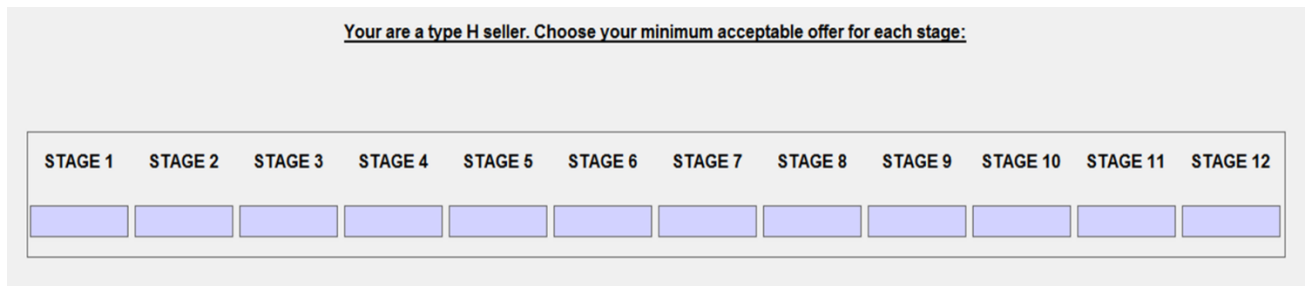 Your are a type H seller. Choose your minimum acceptable offer for each stage:
STAGE 1 STAGE 2 STAGE 3 STAGE 4 STAGE 5 STAGE 6 STAGE 7 STAGE 8 STAGE 9 STAGE 10 STAGE 11 STAGE 12